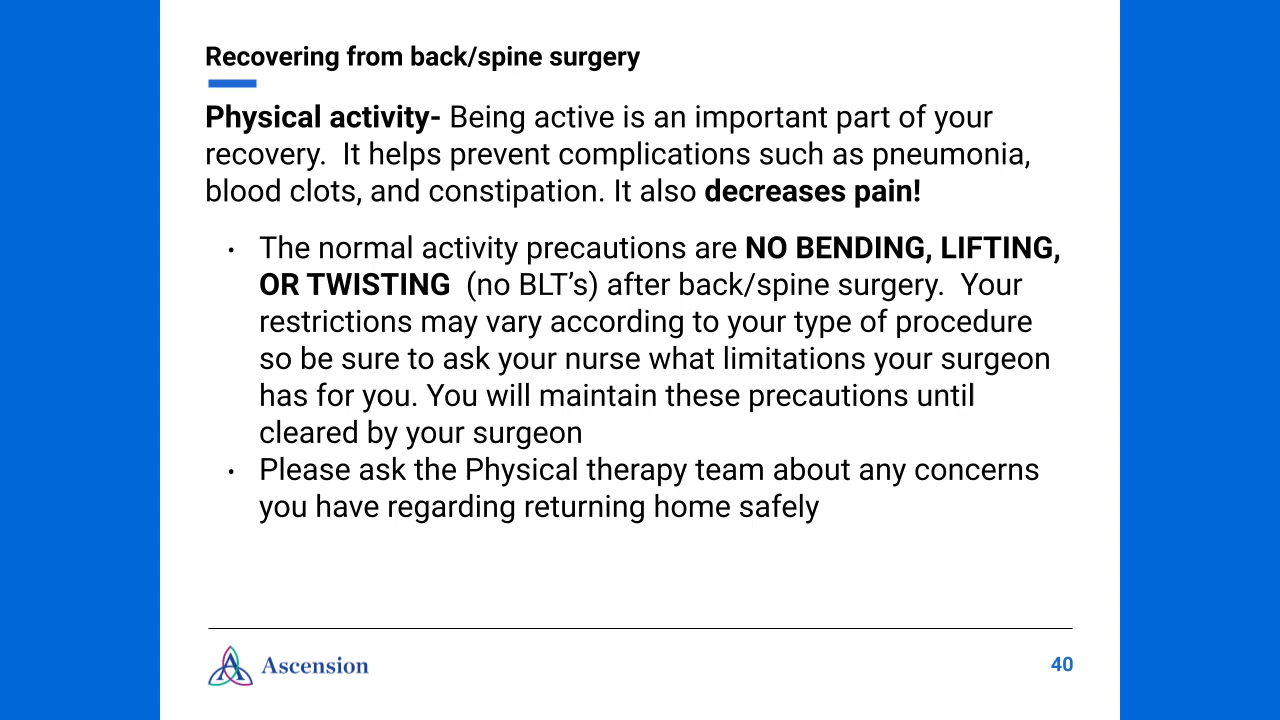 Recovering from back/spine surgery
Physical activity- Being active is an important part of your
recovery.  It helps prevent complications such as pneumonia,
blood clots, and constipation. It also decreases pain!
• The normal activity precautions are NO BENDING, LIFTING,
OR TWISTING  (no BLT’s) after back/spine surgery.  Your
restrictions may vary according to your type of procedure
so be sure to ask your nurse what limitations your surgeon
has for you. You will maintain these precautions until
cleared by your surgeon
• Please ask the Physical therapy team about any concerns
you have regarding returning home safely
Ascension
40